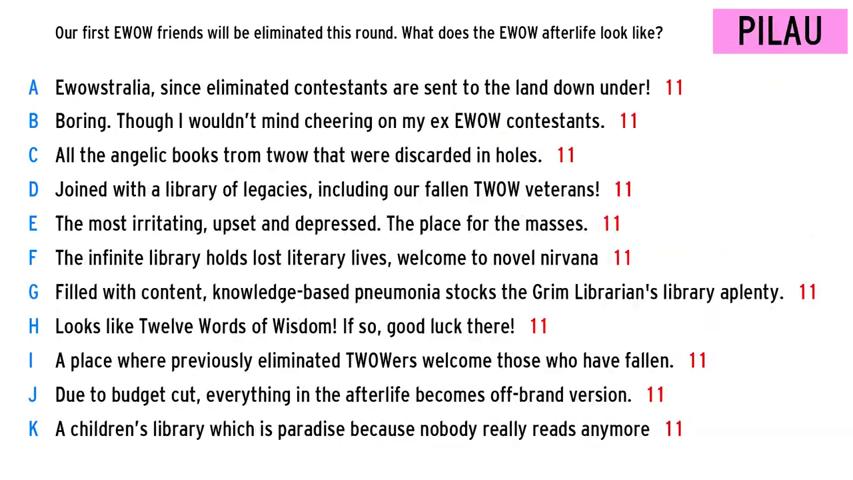 Our first EWOW friends will be eliminated this round. What does the EWOW afterlife look like?
PILAU
A Ewowstralia, since eliminated contestants are sent to the land down under! 11
B Boring. Though I wouldn't mind cheering on my ex EWOW contestants. 11
C All the angelic books trom twow that were discarded in holes. 11
D Joined with a library of legacies, including our fallen TWOW veterans! 11
E The most irritating, upset and depressed. The place for the masses. 11
F The infinite library holds lost literary lives, welcome to novel nirvana 11
G Filled with content, knowledge-based pneumonia stocks the Grim Librarian's library aplenty. 11
H Looks like Twelve Words of Wisdom! If so, good luck there! 11
I A place where previously eliminated TWOWers welcome those who have fallen. 11
J Due to budget cut, everything in the afterlife becomes off-brand version. 11
K A children's library which is paradise because nobody really reads anymore 11